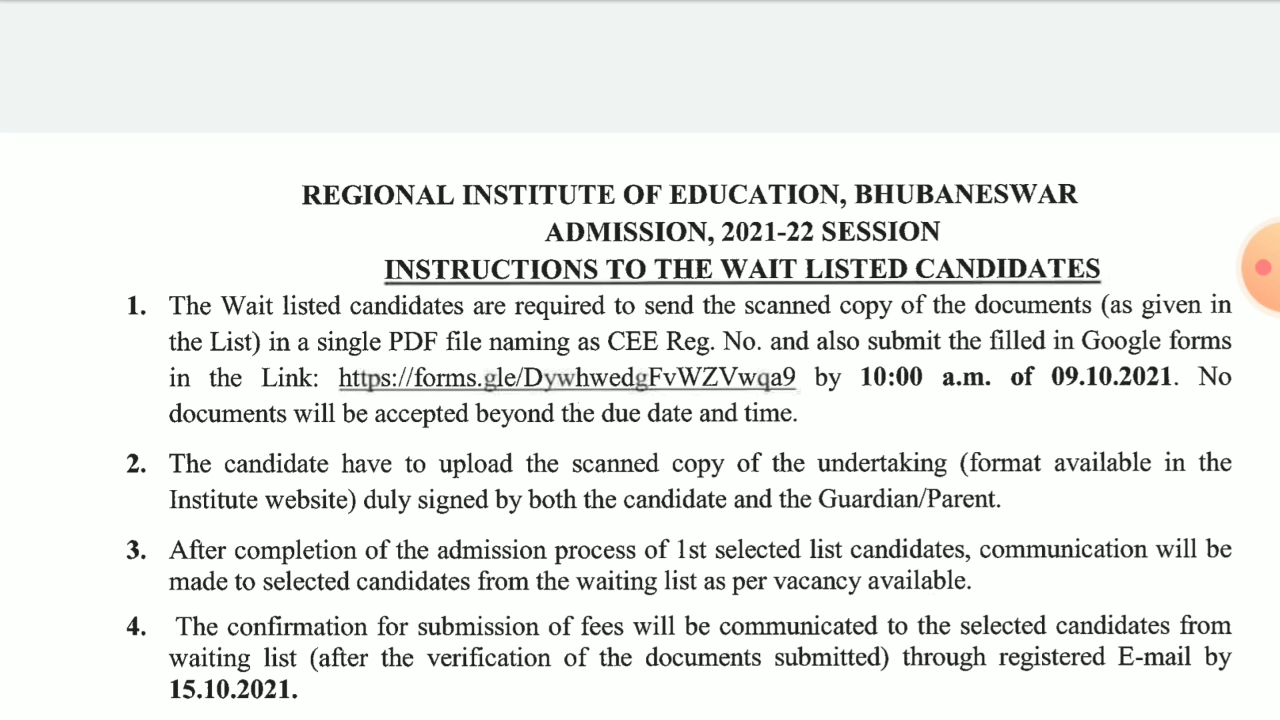 REGIONAL INSTITUTE OF EDUCATION, BHUBANESWAR
ADMISSION, 2021-22 SESSION
INSTRUCTIONS TO THE WAIT LISTED CANDIDATES
1. The Wait listed candidates are required to send the scanned copy of the documents (as given in
the List) in a single PDF file naming as CEE Reg. No. and also submit the filled in Google forms
in the Link: https://forms.gle/DywhwedgFvWZVwqa9 by 10:00 a.m. of 09.10.2021. No
documents will be accepted beyond the due date and time.
2. The candidate have to upload the scanned copy of the undertaking (format available in the
Institute website) duly signed by both the candidate and the Guardian/Parent.
3. After completion of the admission process of 1st selected list candidates, communication will be
made to selected candidates from the waiting list as per vacancy available.
4. The confirmation for submission of fees will be communicated to the selected candidates from
waiting list (after the verification of the documents submitted) through registered E-mail by
15.10.2021.